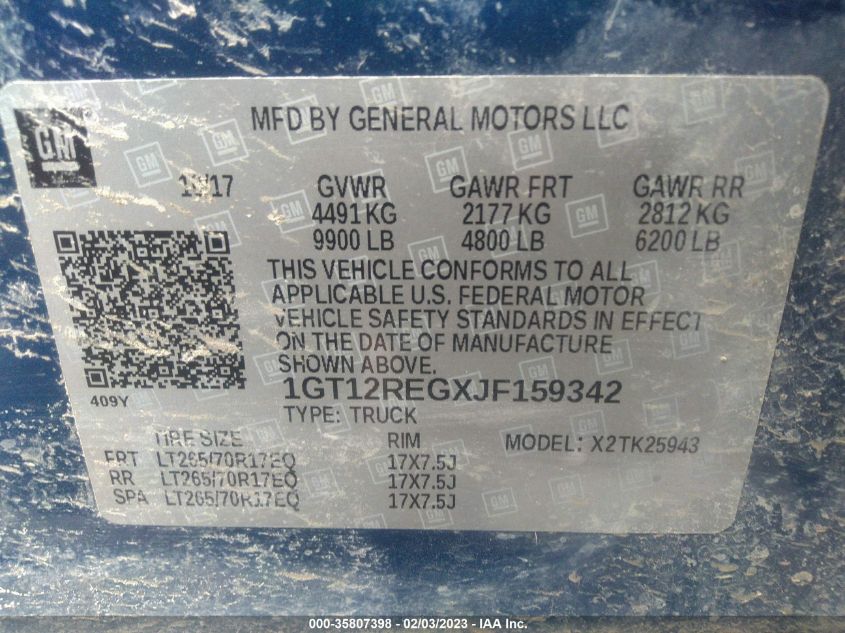 GM
MFD BY GENERAL MOTORS LLC
GVWR GAWR FRT GAWR RR
4491 KG 2177 KG 2812 KG
9900 LB 4800 LB 6200 LB
THIS VEHICLE CONFORMS TO ALL
APPLICABLE U.S. FEDERAL MOTOR
VEHICLE SAFETY STANDARDS IN EFFECT
ON THE DATE OF MANUFACTURE
SHOWN ABOVE.
409Y
1GT12REGXJF159342
TYPE: TRUCK
TIRE SIZE RIM MODEL: X2TK25943
FRT LT265/70R17EQ 17X7.5J
RR LT265/70R17EQ 17X7.5J
SPA LT265/70R17EQ 17X7.5J
000-35807398 - 02/03/2023 - IAA Inc.